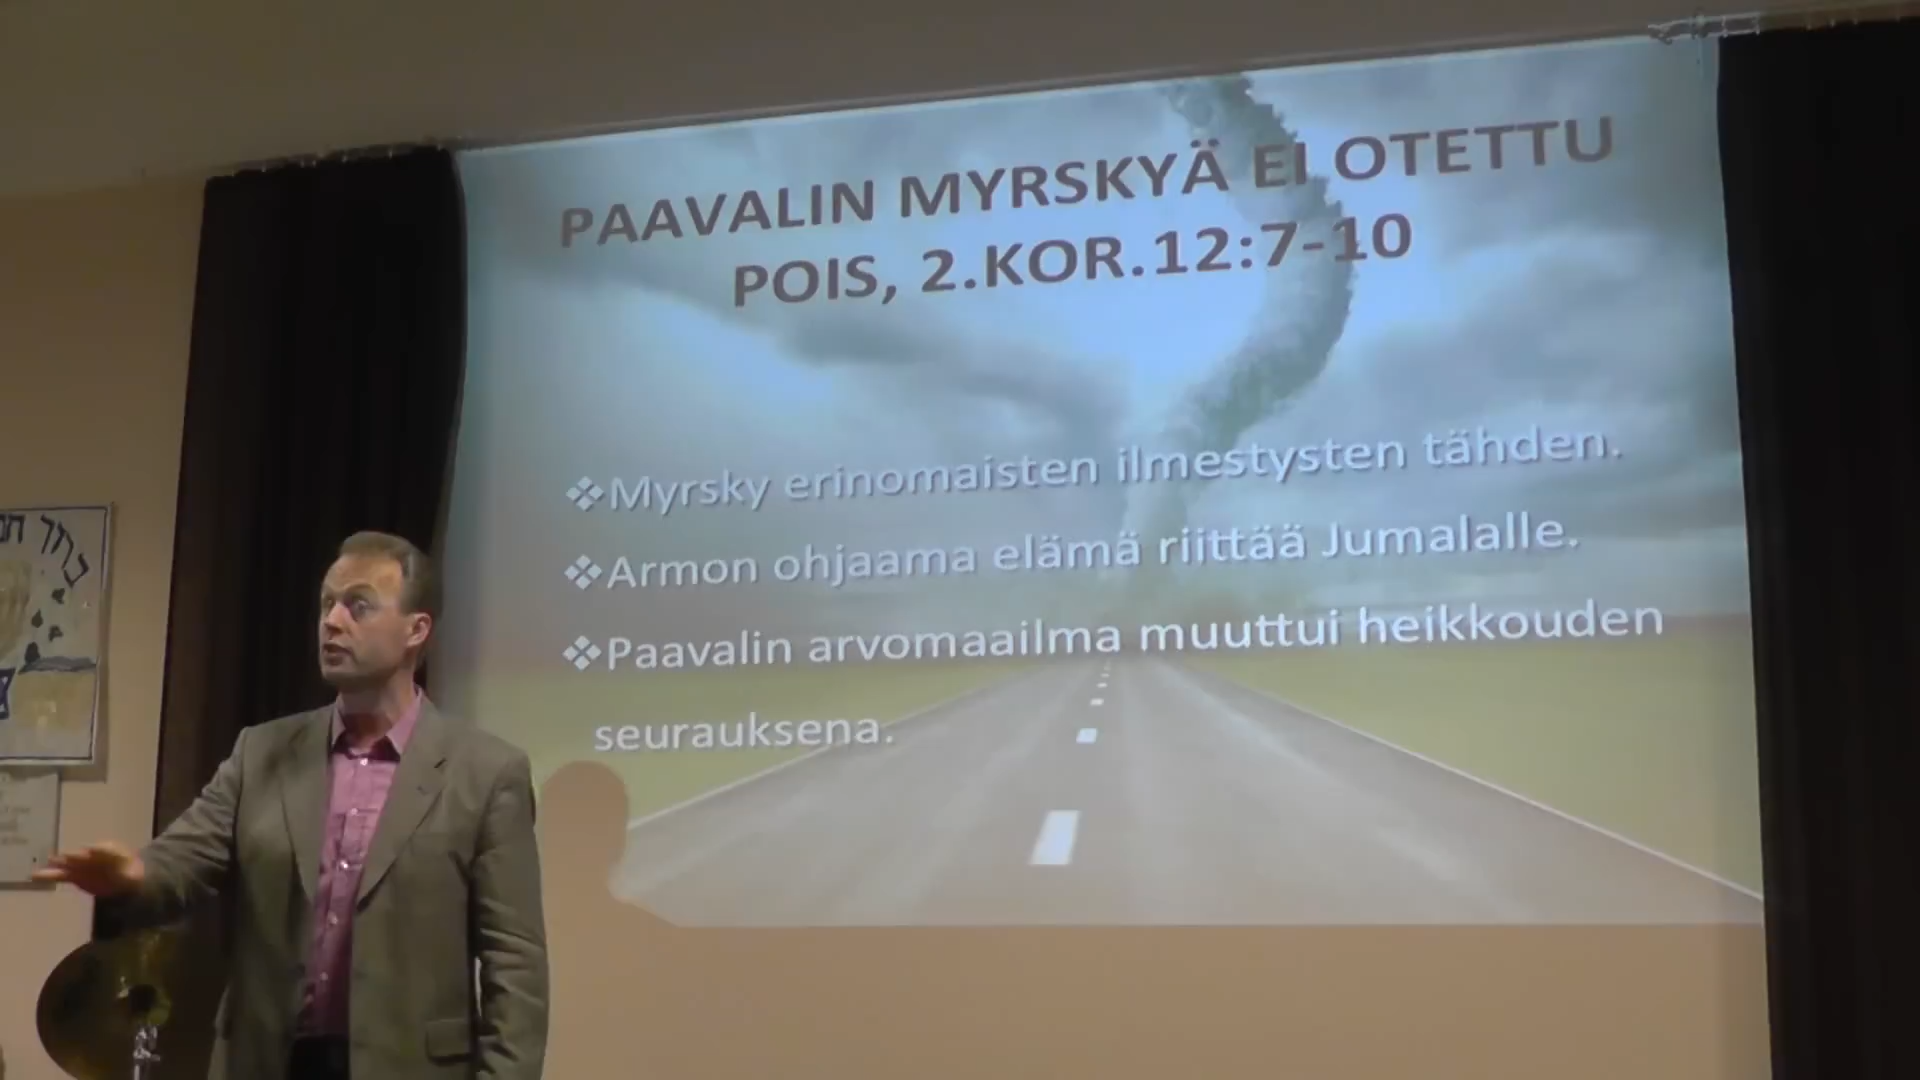 PAAVALIN MYRSKYÄ EI OTETTU
POIS, 2.KOR.12:7-10
❖Myrsky erinomaisten ilmestysten tähden.
❖Armon ohjaama elämä riittää Jumalalle.
❖Paavalin arvomaailma muuttui heikkouden
seurauksena.